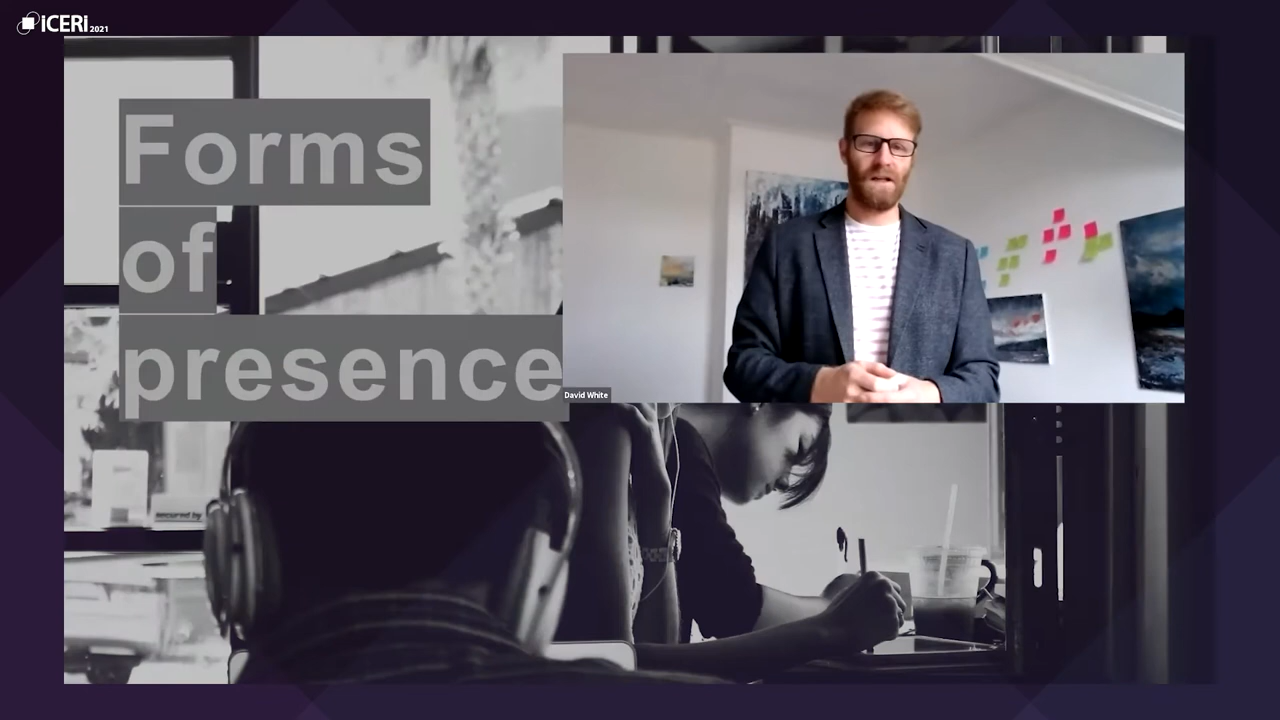 iCERi 2021
Forms
of
presence
David White
secured by